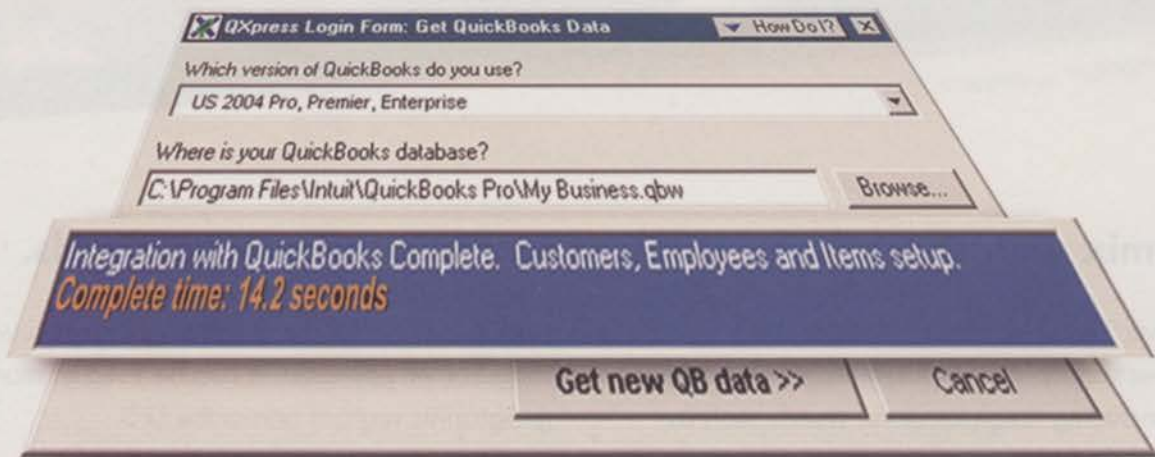 QXpress Login Form: Get QuickBooks Data How Do I?
Which version of QuickBooks do you use?
US 2004 Pro, Premier, Enterprise
Where is your QuickBooks database?
C:\Program Files\Intuit\QuickBooks Pro\My Business.qbw Browse...
Integration with QuickBooks Complete. Customers, Employees and Items setup.
Complete time: 14.2 seconds
Get new QB data >> Cancel